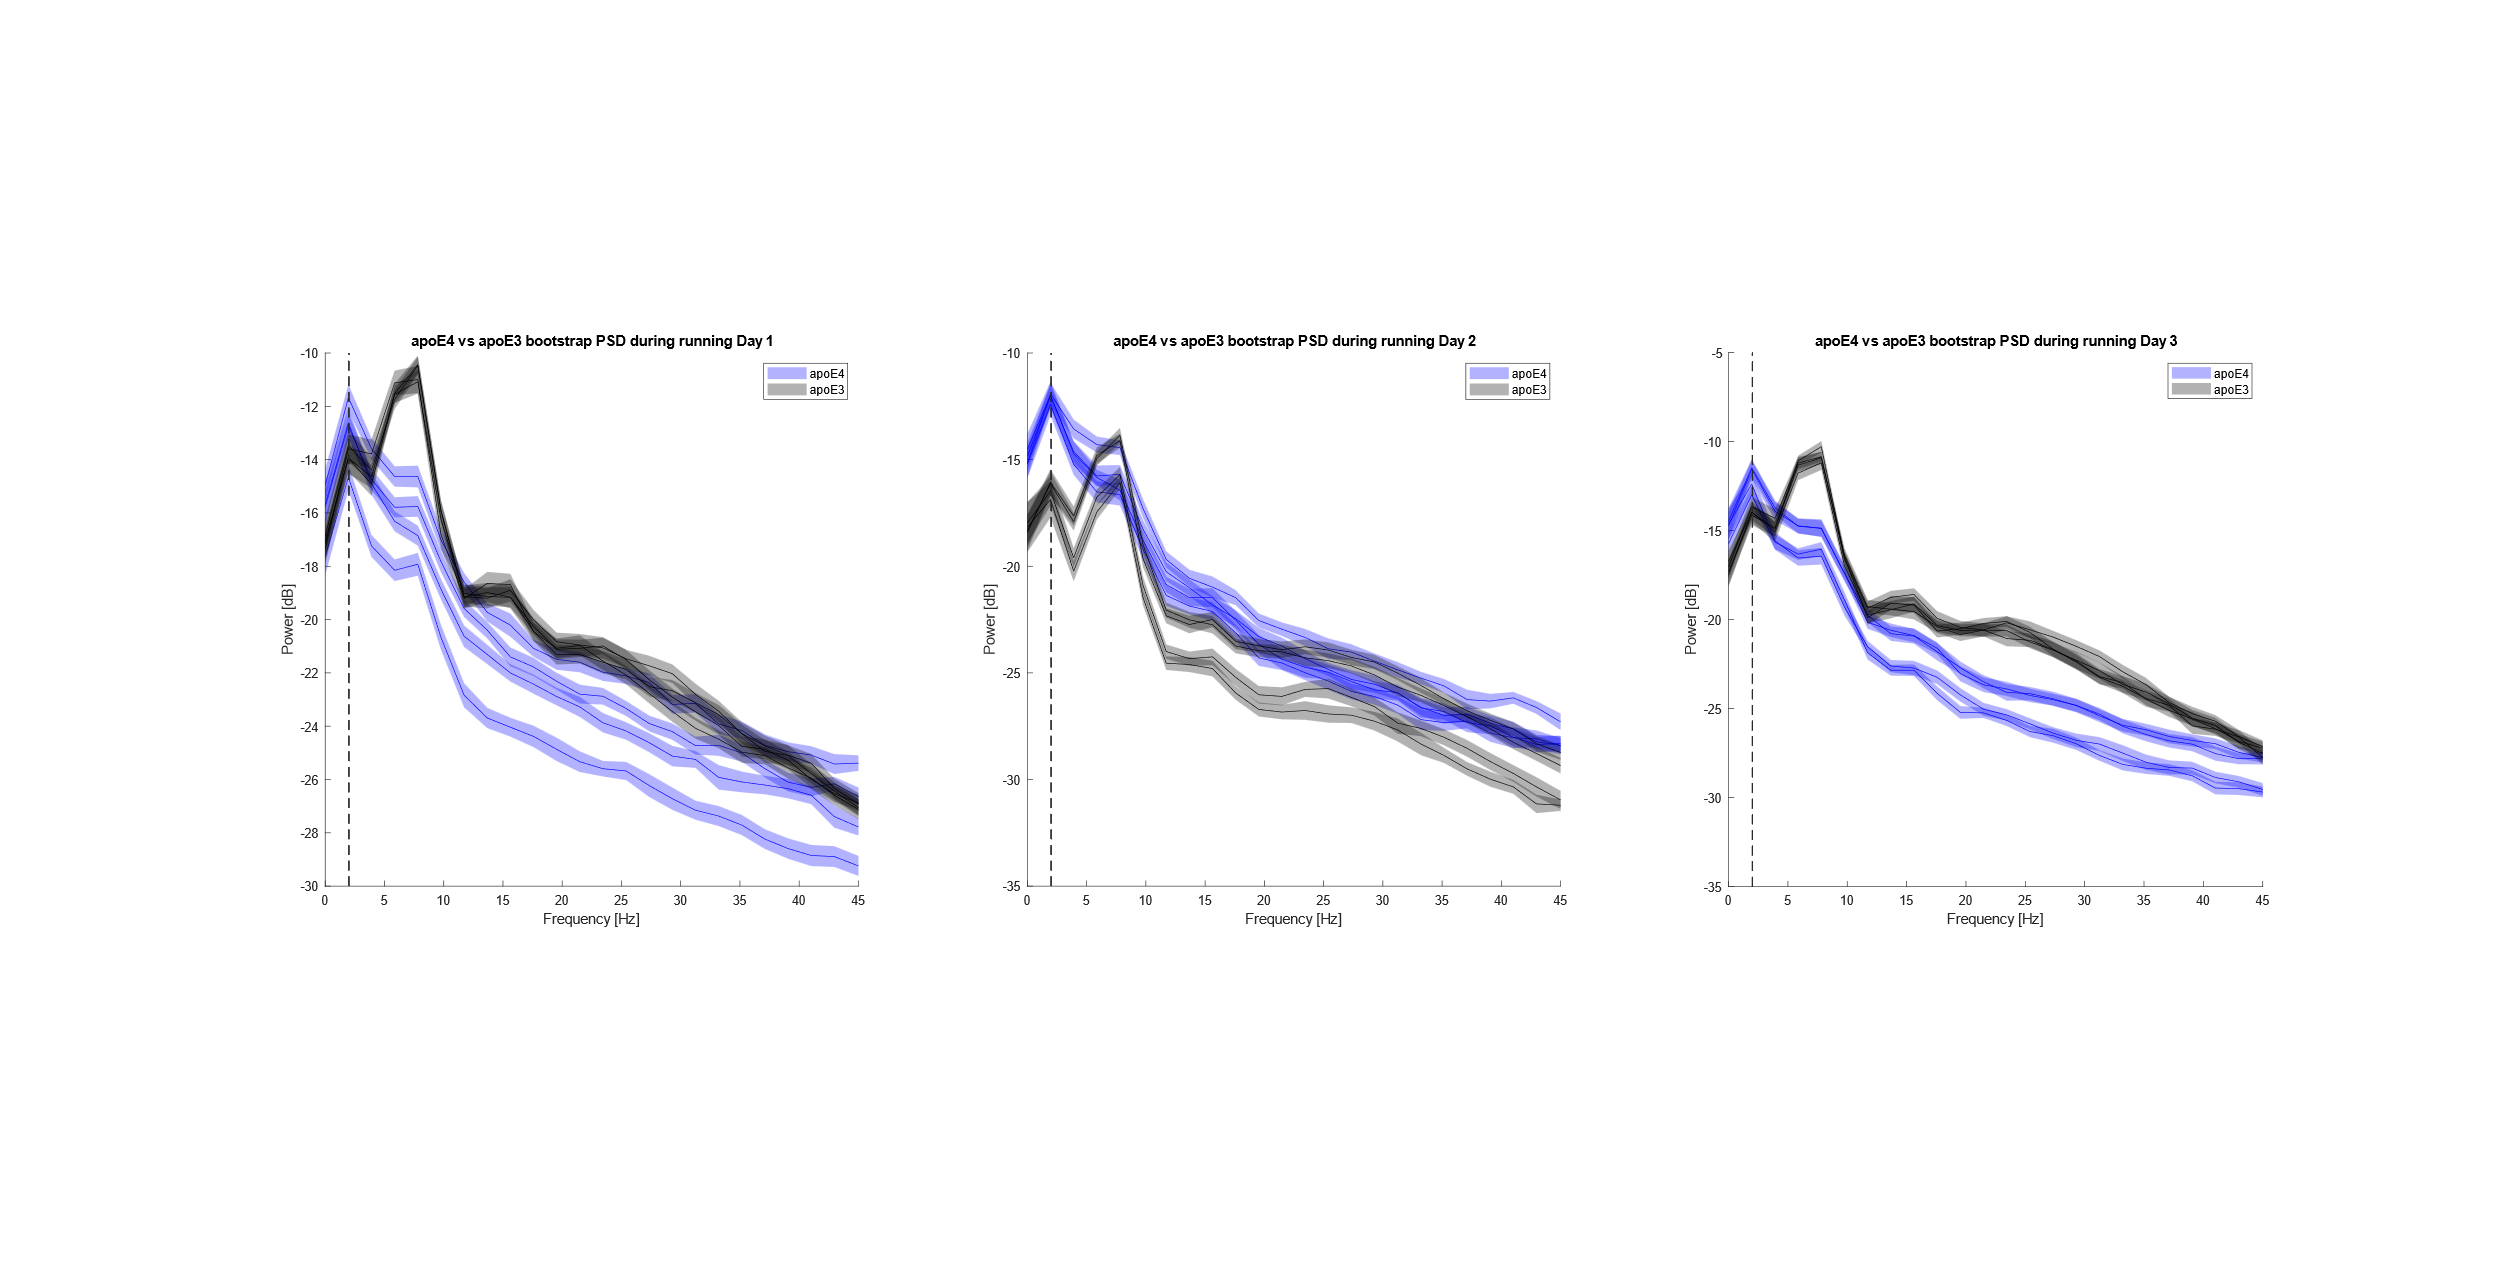 apoE4 vs apoE3 bootstrap PSD during running Day 1
apoE4
apoE3
Power [dB]
-10
-12
-14
-16
-18
-20
-22
-24
-26
-28
-30
0 5 10 15 20 25 30 35 40 45
Frequency [Hz]
apoE4 vs apoE3 bootstrap PSD during running Day 2
apoE4
apoE3
Power [dB]
-10
-15
-20
-25
-30
-35
0 5 10 15 20 25 30 35 40 45
Frequency [Hz]
apoE4 vs apoE3 bootstrap PSD during running Day 3
apoE4
apoE3
Power [dB]
-5
-10
-15
-20
-25
-30
-35
0 5 10 15 20 25 30 35 40 45
Frequency [Hz]